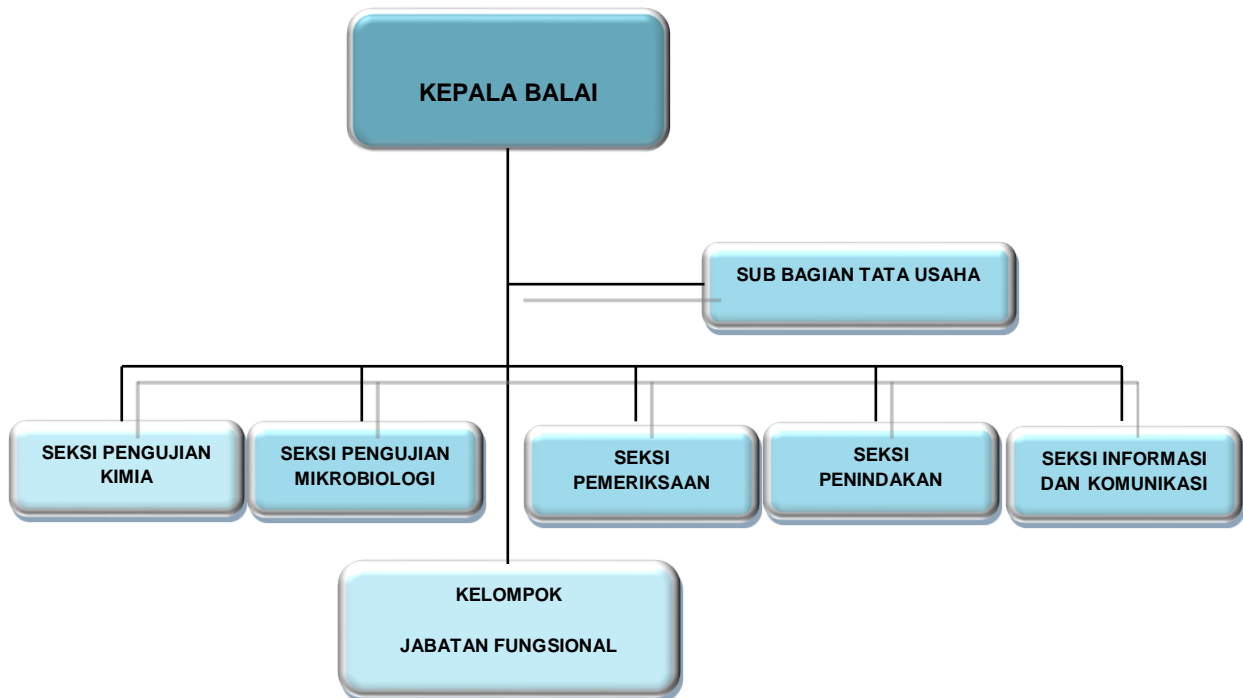 KEPALA BALAI
SUB BAGIAN TATA USAHA
SEKSI PENGUJIAN
KIMIA
SEKSI PENGUJIAN
MIKROBIOLOGI
SEKSI
PEMERIKSAAN
SEKSI
PENINDAKAN
SEKSI INFORMASI
DAN KOMUNIKASI
KELOMPOK
JABATAN FUNGSIONAL